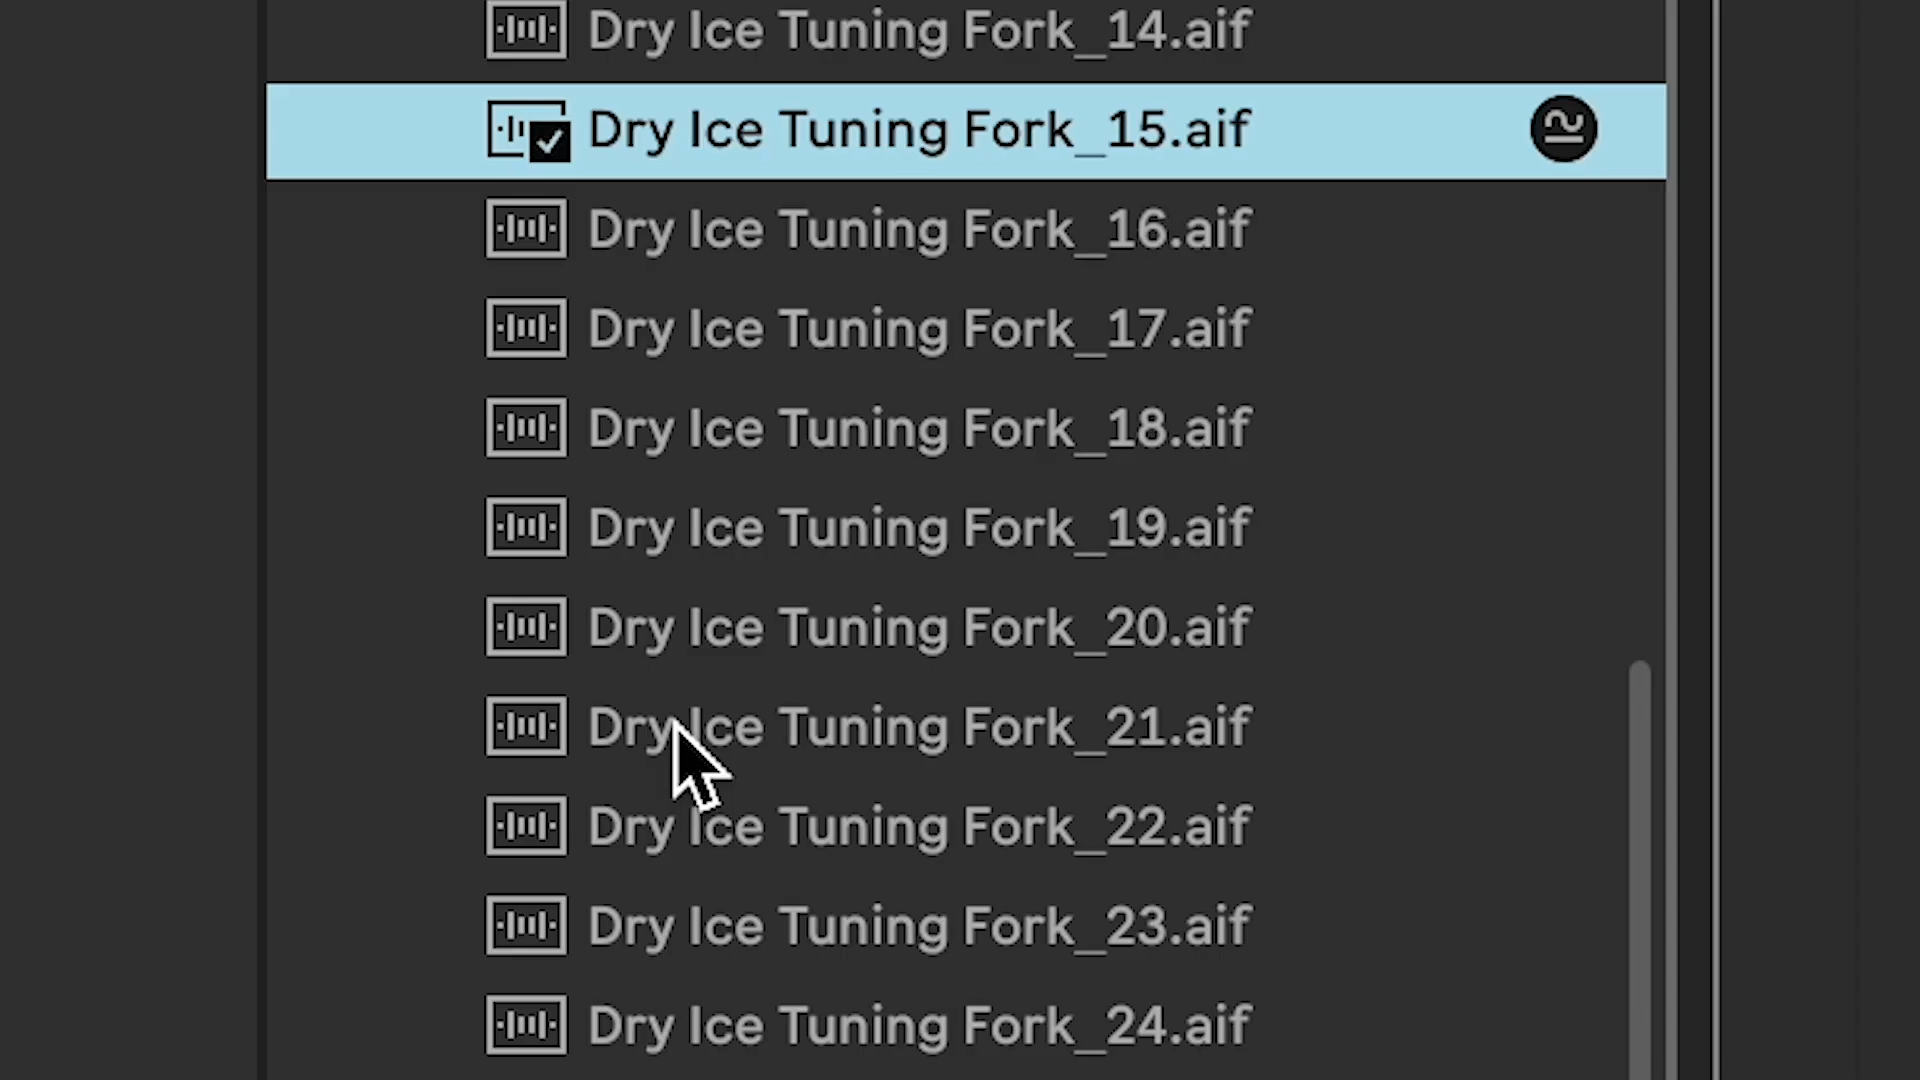 Dry Ice Tuning Fork_14.aif
Dry Ice Tuning Fork_15.aif
Dry Ice Tuning Fork_16.aif
Dry Ice Tuning Fork_17.aif
Dry Ice Tuning Fork_18.aif
Dry Ice Tuning Fork_19.aif
Dry Ice Tuning Fork_20.aif
Dry Ice Tuning Fork_21.aif
Dry Ice Tuning Fork_22.aif
Dry Ice Tuning Fork_23.aif
Dry Ice Tuning Fork_24.aif